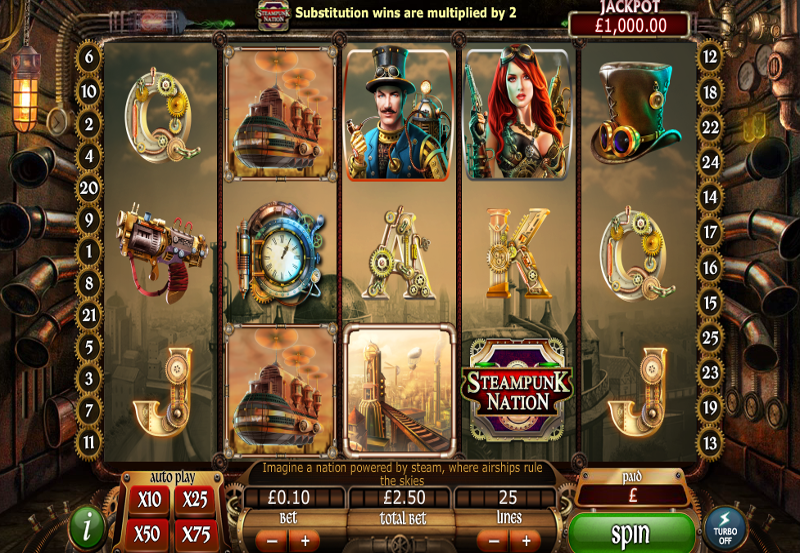 STEAMPUNK NATION
Substitution wins are multiplied by 2
JACKPOT
£1,000.00
6
10
2
4
20
9
1
8
21
5
3
7
11
Q
A
K
Q
J
STEAMPUNK
NATION
J
12
18
22
24
14
17
16
15
25
23
19
13
Imagine a nation powered by steam, where airships rule
the skies
auto play
X10 X25
X50 X75
£0.10
BET
− +
£2.50
TOTAL BET
25
LINES
− +
PAID
£
SPIN
i
TURBO
OFF